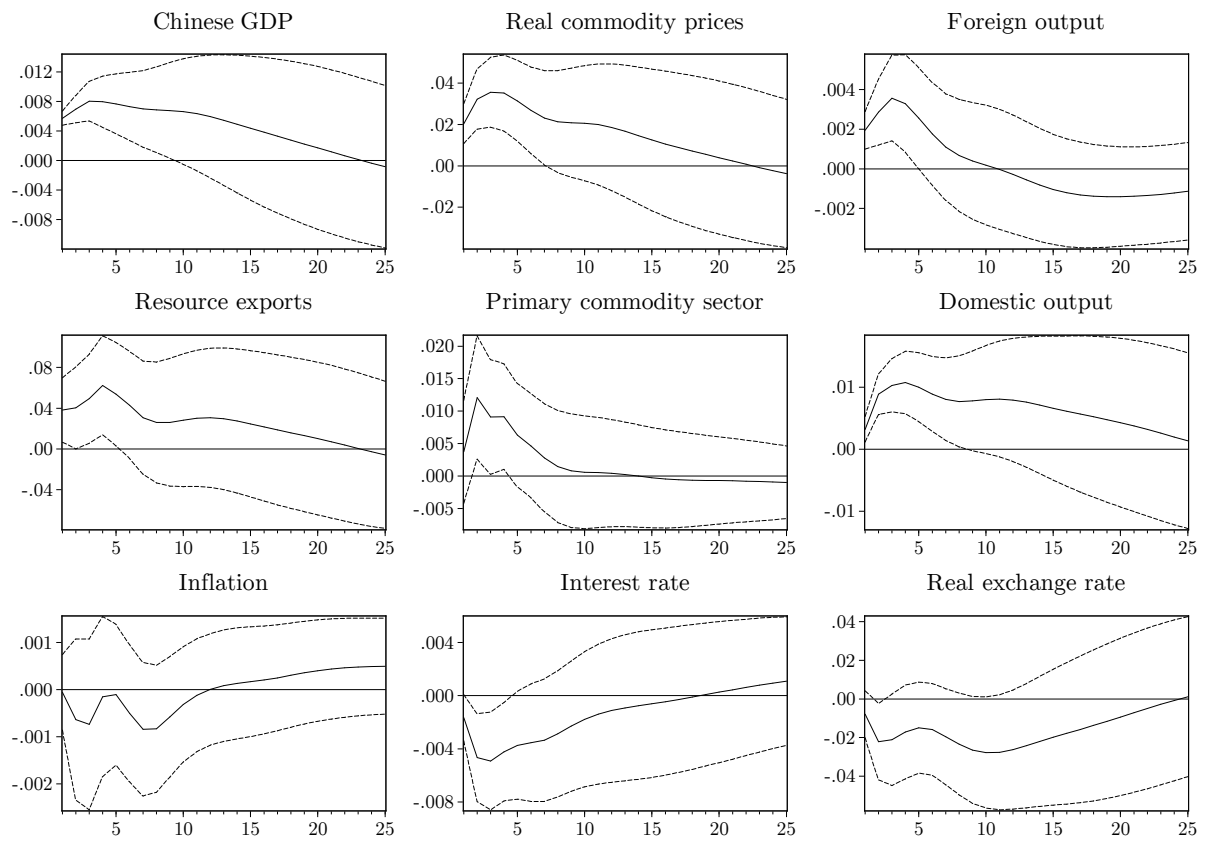 Chinese GDP
Real commodity prices
Foreign output
.012
.008
.004
.000
-.004
-.008
5 10 15 20 25
.04
.02
.00
-.02
5 10 15 20 25
.004
.002
.000
-.002
5 10 15 20 25
Resource exports
Primary commodity sector
Domestic output
.08
.04
.00
-.04
5 10 15 20 25
.020
.015
.010
.005
.000
-.005
5 10 15 20 25
.01
.00
-.01
5 10 15 20 25
Inflation
Interest rate
Real exchange rate
.001
.000
-.001
-.002
5 10 15 20 25
.004
.000
-.004
-.008
5 10 15 20 25
.04
.02
.00
-.02
-.04
5 10 15 20 25